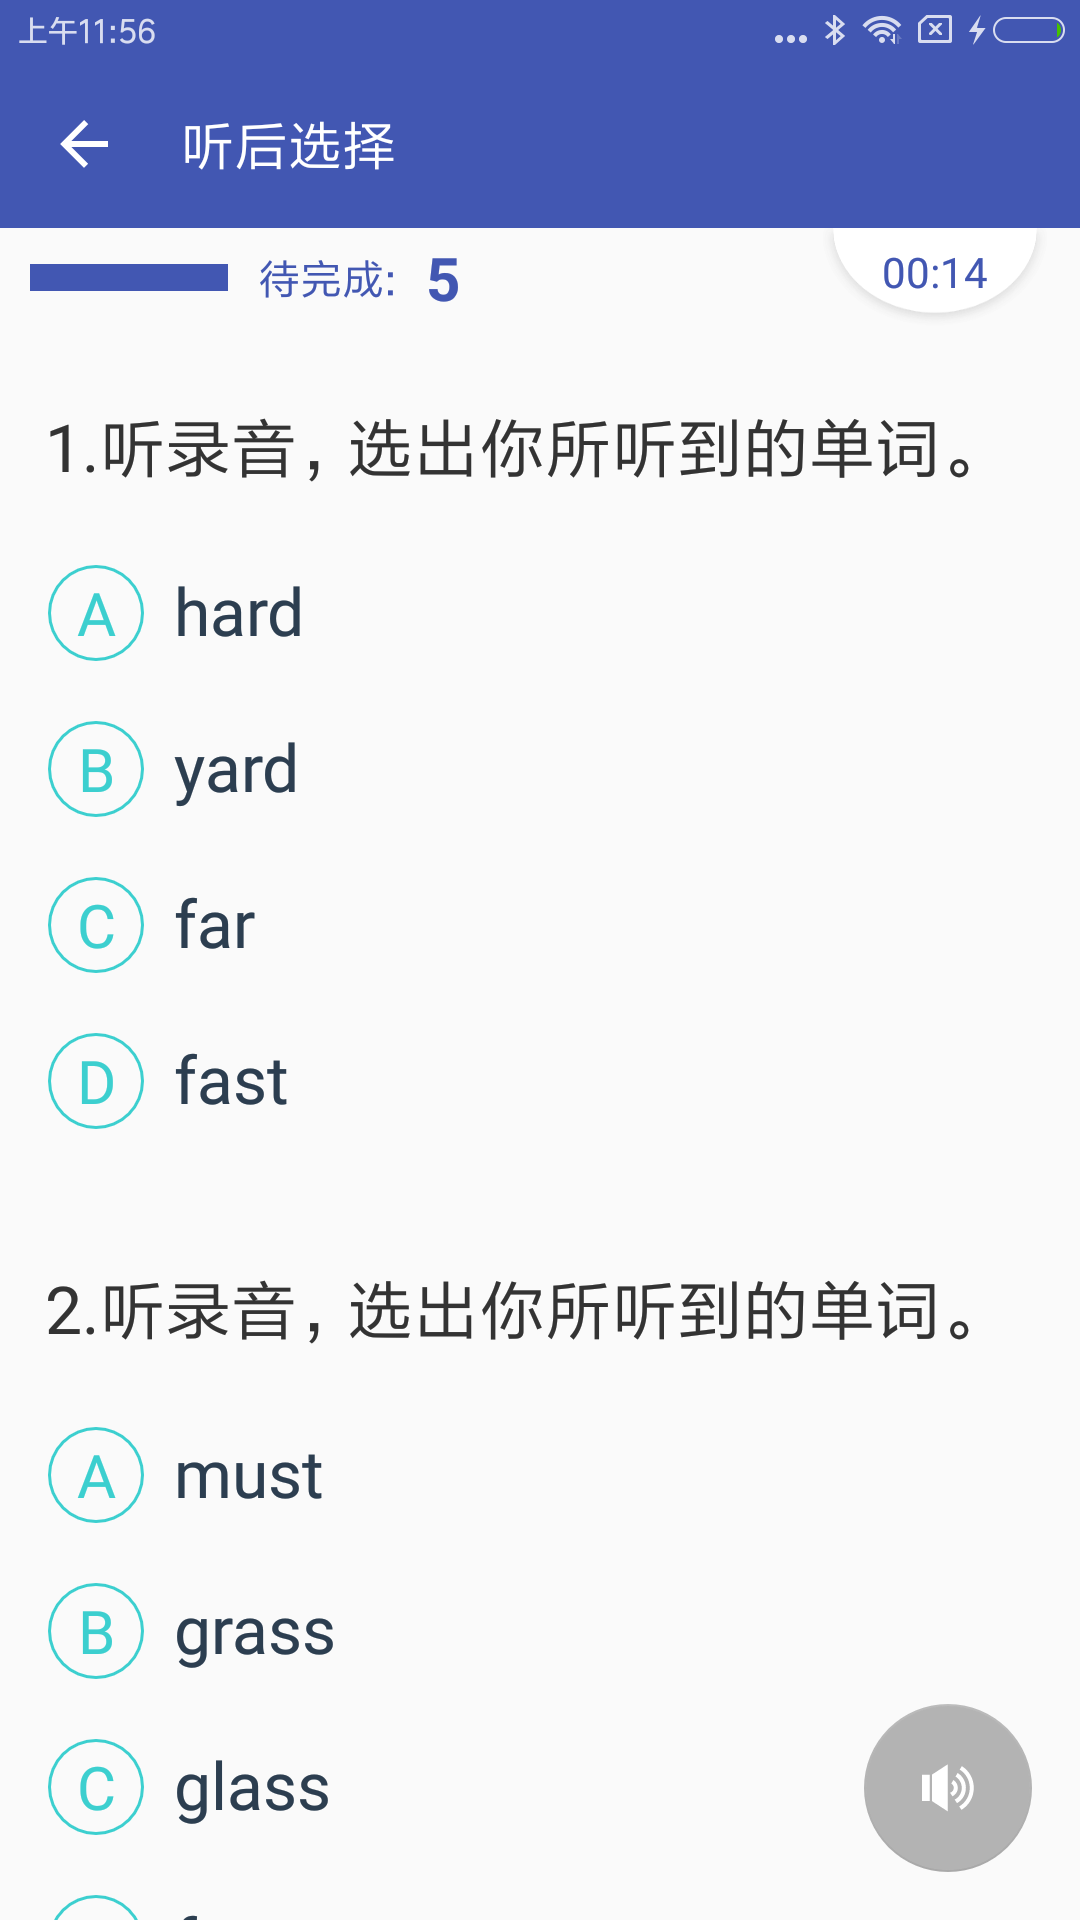 上午11:56
听后选择
待完成: 5
00:14
1.听录音，选出你所听到的单词。
A hard
B yard
C far
D fast
2.听录音，选出你所听到的单词。
A must
B grass
C glass